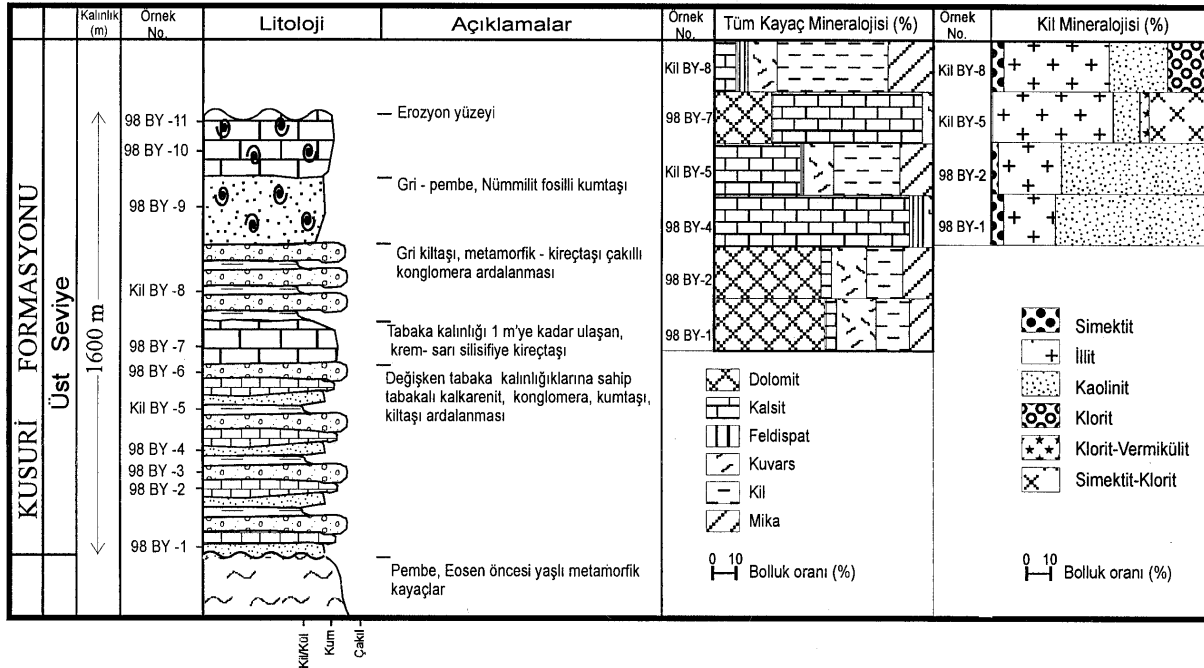 Kalınlık
(m)
Örnek
No.
Litoloji
Açıklamalar
Örnek
No.
Tüm Kayaç Mineralojisi (%)
Örnek
No.
Kil Mineralojisi (%)
KUSURİ FORMASYONU
Üst Seviye
1600 m
98 BY -11
98 BY -10
98 BY -9
Kil BY -8
98 BY -7
98 BY -6
Kil BY -5
98 BY -4
98 BY -3
98 BY -2
98 BY -1
Erozyon yüzeyi
Gri - pembe, Nümmilit fosilli kumtaşı
Gri kiltaşı, metamorfik - kireçtaşı çakıllı
konglomera ardalanması
Tabaka kalınlığı 1 m'ye kadar ulaşan,
krem- sarı silisifiye kireçtaşı
Değişken tabaka kalınlığıklarına sahip
tabakalı kalkarenit, konglomera, kumtaşı,
kiltaşı ardalanması
Pembe, Eosen öncesi yaşlı metamorfik
kayaçlar
Kil/Kül
Kum
Çakıl
Kil BY-8
98 BY-7
Kil BY-5
98 BY-4
98 BY-2
98 BY-1
Dolomit
Kalsit
Feldispat
Kuvars
Kil
Mika
0 10
Bolluk oranı (%)
Kil BY-8
Kil BY-5
98 BY-2
98 BY-1
Simektit
İllit
Kaolinit
Klorit
Klorit-Vermikülit
Simektit-Klorit
0 10
Bolluk oranı (%)